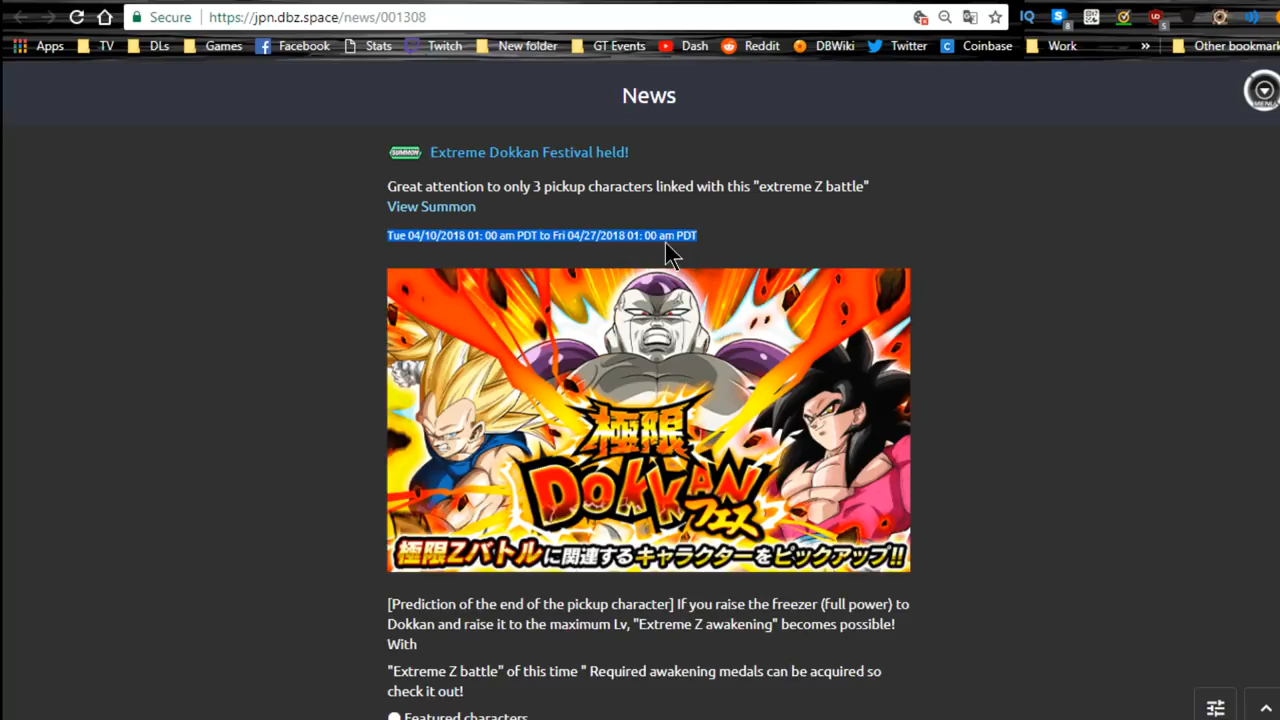 Secure https://jpn.dbz.space/news/001308
Apps TV DLs Games Facebook Stats Twitch New folder GT Events Dash Reddit DBWiki Twitter Coinbase Work » Other bookmark
News
MENU
SUMMON Extreme Dokkan Festival held!
Great attention to only 3 pickup characters linked with this "extreme Z battle"
View Summon
Tue 04/10/2018 01: 00 am PDT to Fri 04/27/2018 01: 00 am PDT
極限
DOKKAN
フェス
極限Zバトルに関連するキャラクターをピックアップ!!
[Prediction of the end of the pickup character] If you raise the freezer (full power) to
Dokkan and raise it to the maximum Lv, "Extreme Z awakening" becomes possible!
With
"Extreme Z battle" of this time " Required awakening medals can be acquired so
check it out!
● Featured characters